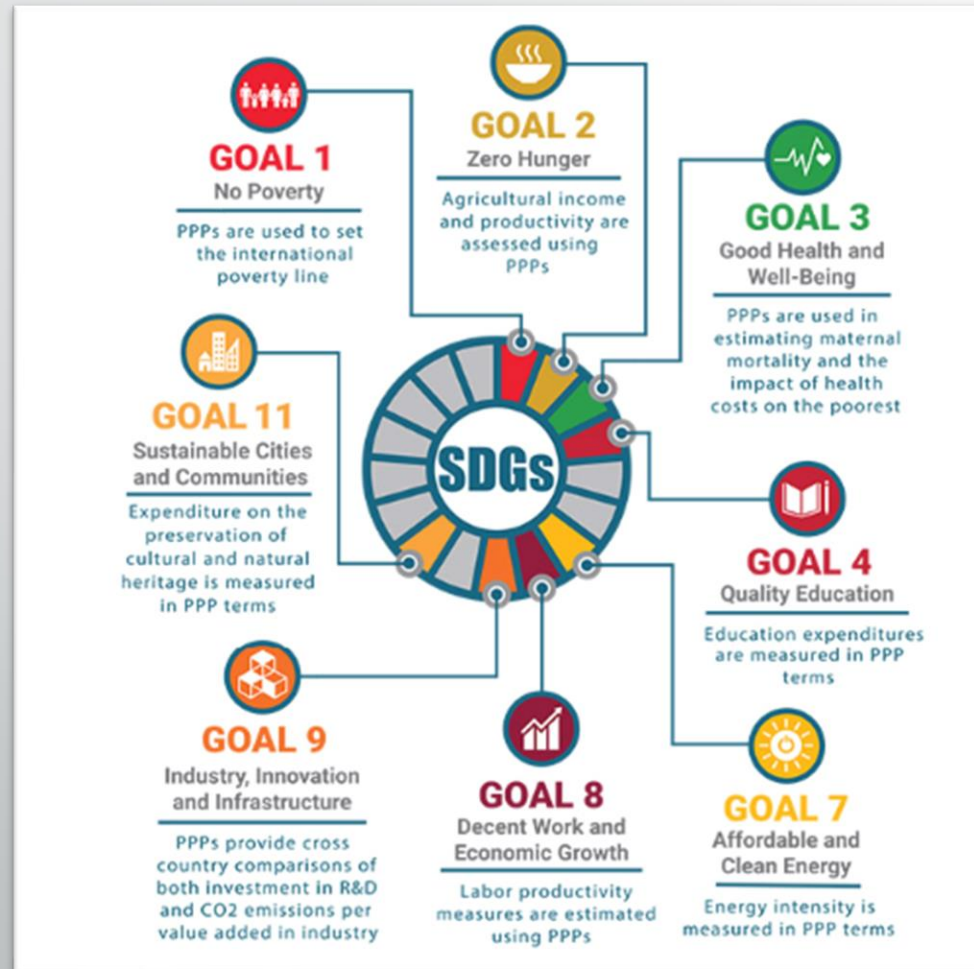 GOAL 1
No Poverty
PPPs are used to set
the international
poverty line
GOAL 2
Zero Hunger
Agricultural income
and productivity are
assessed using
PPPs
GOAL 3
Good Health and
Well-Being
PPPs are used in
estimating maternal
mortality and the
impact of health
costs on the poorest
GOAL 11
Sustainable Cities
and Communities
Expenditure on the
preservation of
cultural and natural
heritage is measured
in PPP terms
SDGs
GOAL 4
Quality Education
Education expenditures
are measured in PPP
terms
GOAL 9
Industry, Innovation
and Infrastructure
PPPs provide cross
country comparisons of
both investment in R&D
and CO2 emissions per
value added in industry
GOAL 8
Decent Work and
Economic Growth
Labor productivity
measures are estimated
using PPPs
GOAL 7
Affordable and
Clean Energy
Energy intensity is
measured in PPP terms